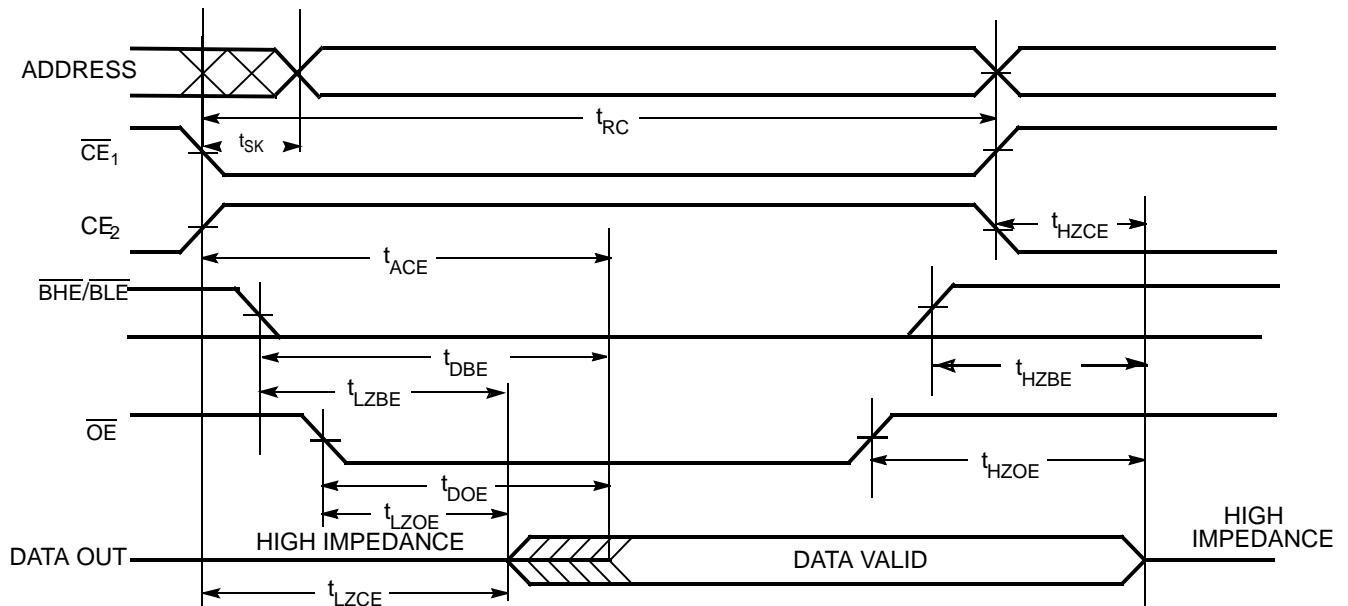 ADDRESS
tRC
tSK
CE1
CE2
tHZCE
tACE
BHE/BLE
tDBE
tHZBE
tLZBE
OE
tHZOE
tDOE
tLZOE
HIGH IMPEDANCE
HIGH
IMPEDANCE
DATA OUT
DATA VALID
tLZCE